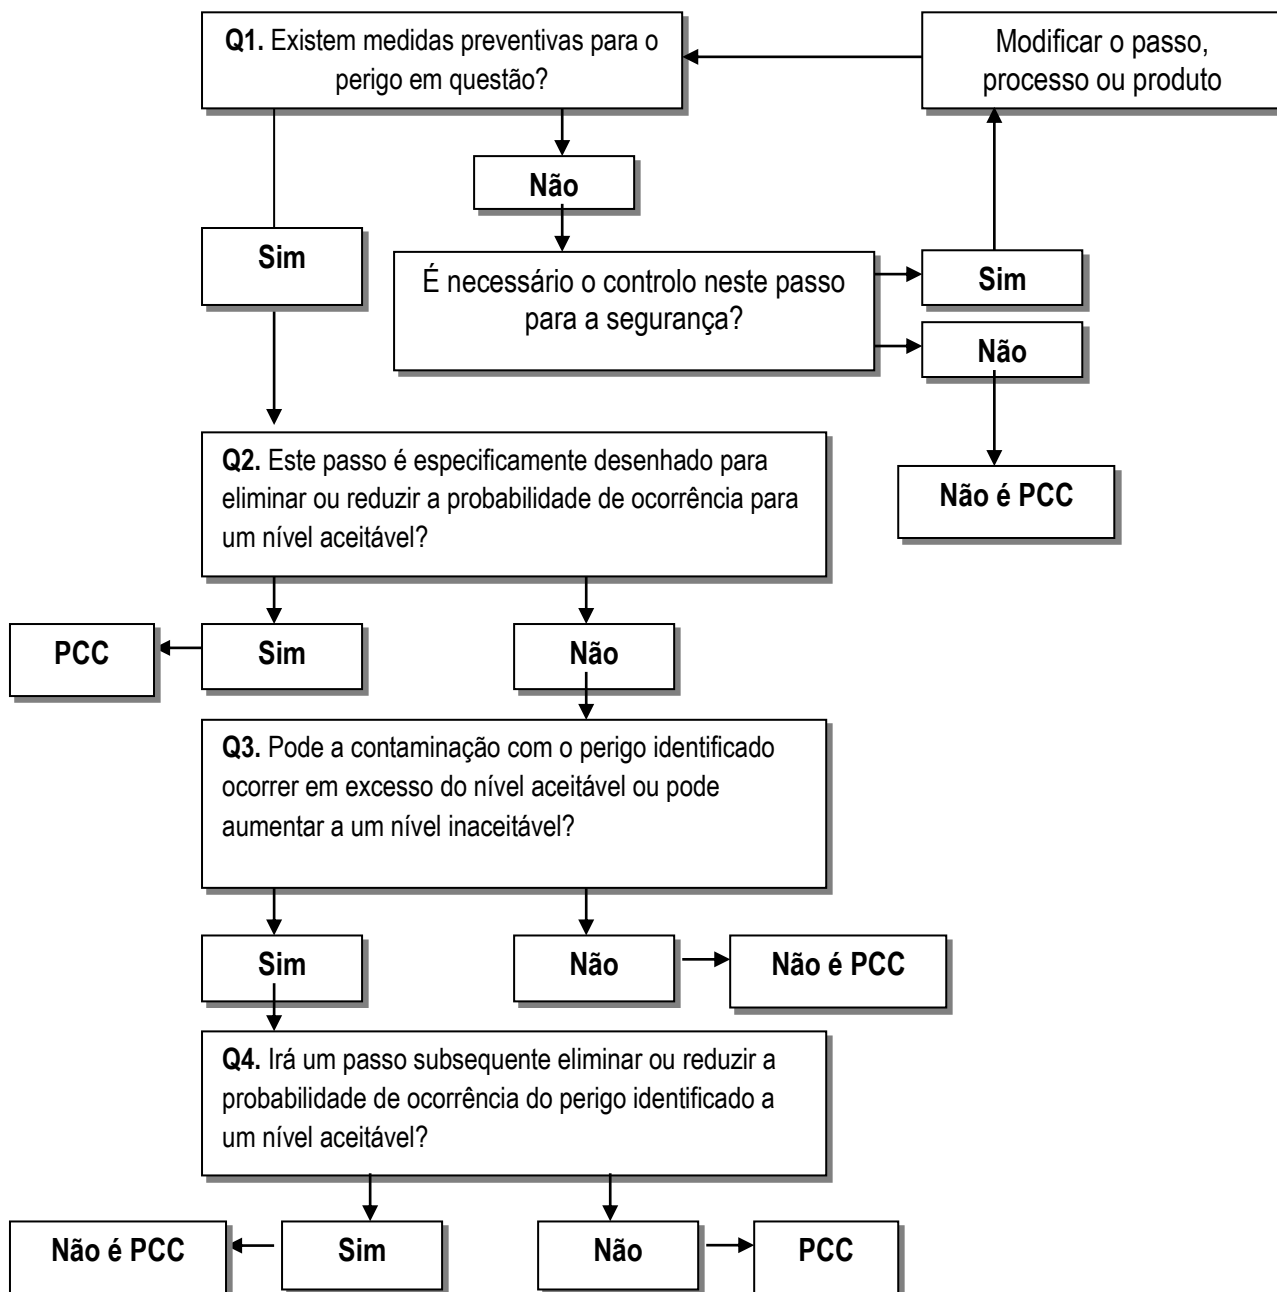 Q1. Existem medidas preventivas para o
perigo em questão?
Modificar o passo,
processo ou produto
Não
Sim
É necessário o controlo neste passo
para a segurança?
Sim
Não
Não é PCC
Q2. Este passo é especificamente desenhado para
eliminar ou reduzir a probabilidade de ocorrência para
um nível aceitável?
PCC
Sim
Não
Q3. Pode a contaminação com o perigo identificado
ocorrer em excesso do nível aceitável ou pode
aumentar a um nível inaceitável?
Sim
Não
Não é PCC
Q4. Irá um passo subsequente eliminar ou reduzir a
probabilidade de ocorrência do perigo identificado a
um nível aceitável?
Não é PCC
Sim
Não
PCC